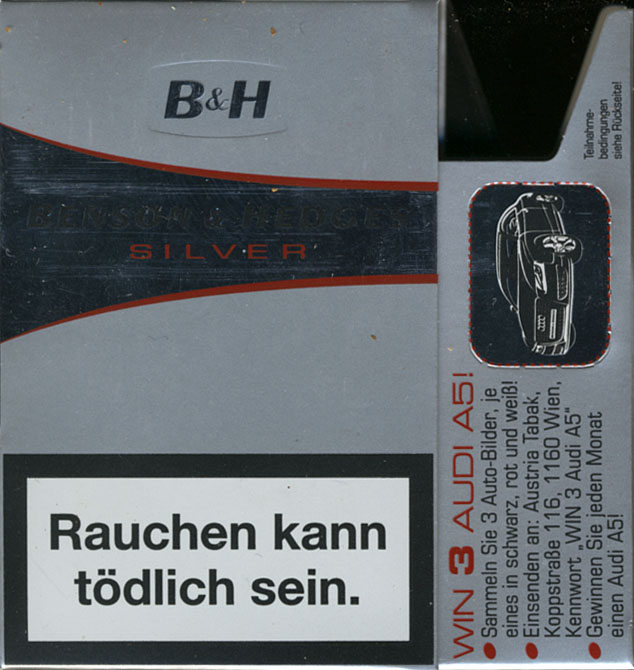 B&H
BENSON & HEDGES
SILVER
Rauchen kann
tödlich sein.
Teilnahme-
bedingungen
siehe Rückseite!
WIN 3 AUDI A5!
● Sammeln Sie 3 Auto-Bilder, je
eines in schwarz, rot und weiß!
● Einsenden an: Austria Tabak,
Koppstraße 116, 1160 Wien,
Kennwort „WIN 3 Audi A5“
● Gewinnen Sie jeden Monat
einen Audi A5!